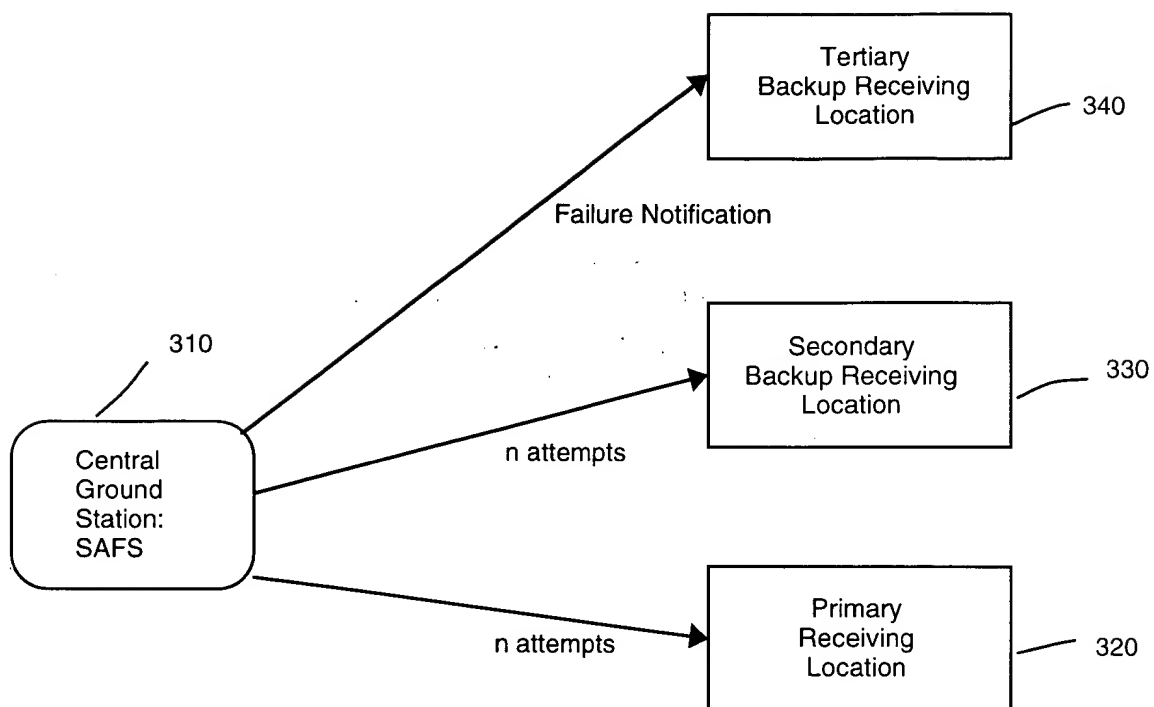 Tertiary
Backup Receiving
Location
340
Failure Notification
310
Secondary
Backup Receiving
Location
330
n attempts
Central
Ground
Station:
SAFS
Primary
Receiving
Location
320
n attempts